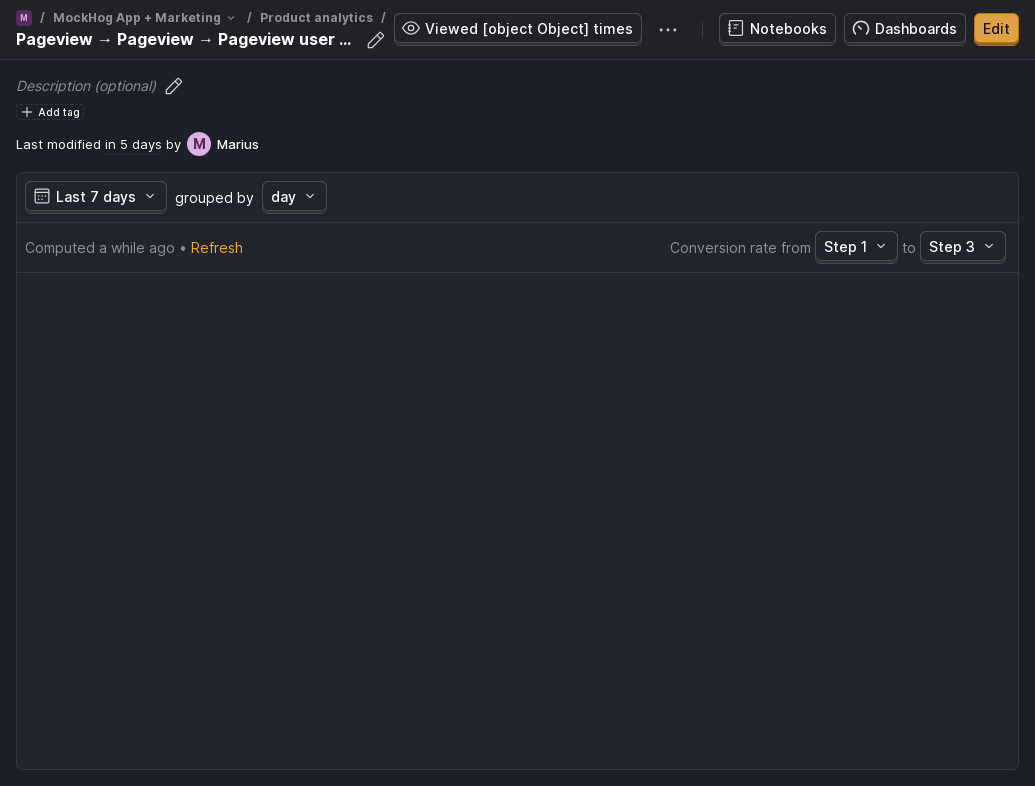 M / MockHog App + Marketing / Product analytics /
Pageview → Pageview → Pageview user ...
Viewed [object Object] times
Notebooks
Dashboards
Edit
Description (optional)
Add tag
Last modified in 5 days by M Marius
Last 7 days grouped by day
Computed a while ago • Refresh
Conversion rate from Step 1 to Step 3